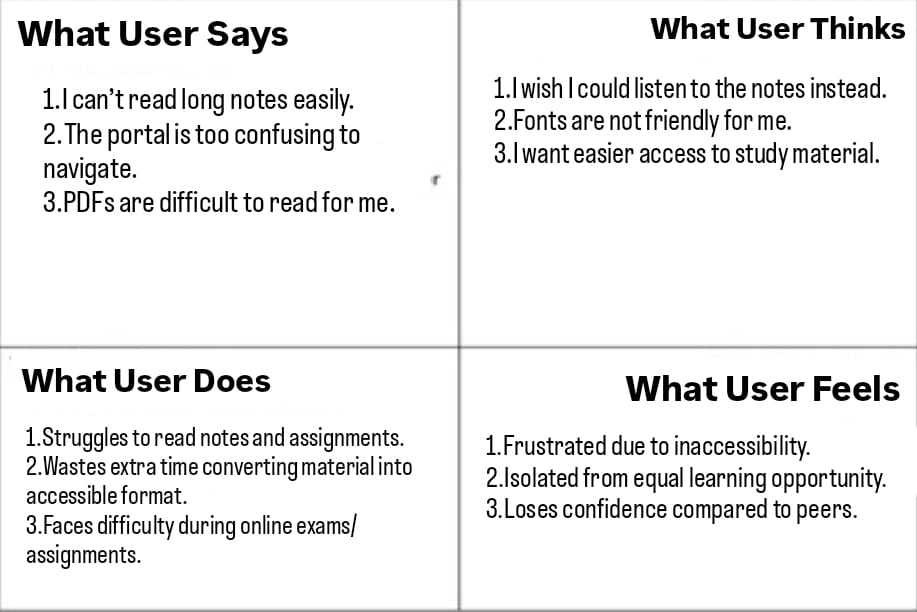 What User Says
1.I can't read long notes easily.
2.The portal is too confusing to
navigate.
3.PDFs are difficult to read for me.
What User Thinks
1.I wish I could listen to the notes instead.
2.Fonts are not friendly for me.
3.I want easier access to study material.
What User Does
1.Struggles to read notes and assignments.
2.Wastes extra time converting material into
accessible format.
3.Faces difficulty during online exams/
assignments.
What User Feels
1.Frustrated due to inaccessibility.
2.Isolated from equal learning opportunity.
3.Loses confidence compared to peers.